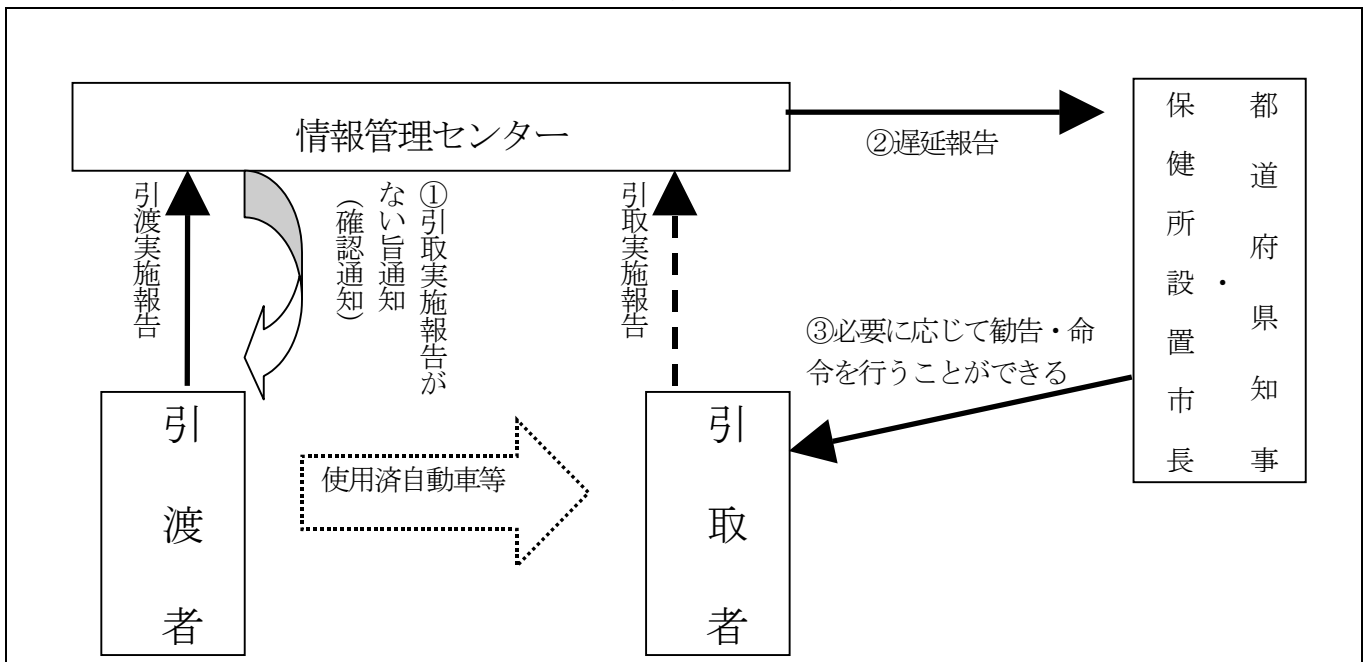 情報管理センター
②遅延報告
都道府県知事・
保健所設置市長
引渡実施報告
①引取実施報告が
ない旨通知
（確認通知）
引取実施報告
③必要に応じて勧告・命
令を行うことができる
引渡者
使用済自動車等
引取者